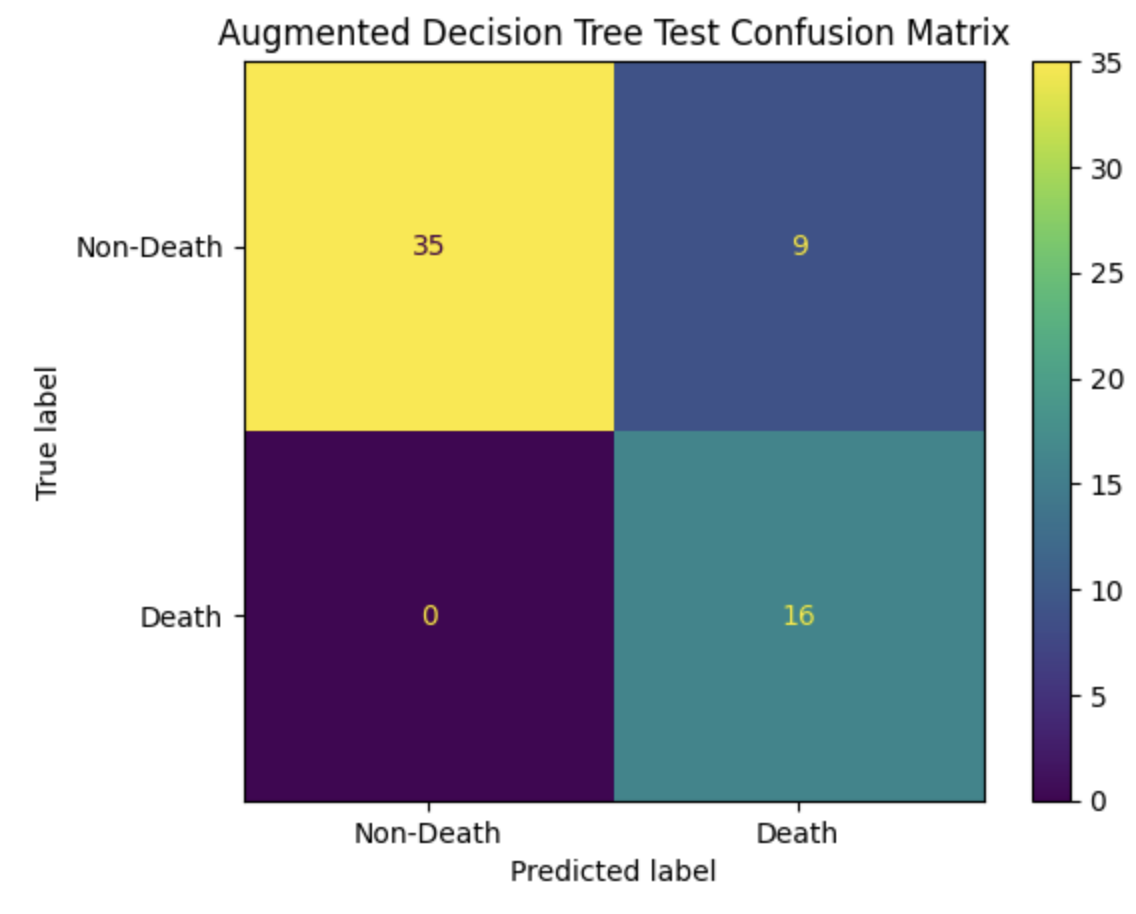 Augmented Decision Tree Test Confusion Matrix
35
30
25
20
15
10
5
0
True label
Non-Death
35
9
Death
0
16
Non-Death
Death
Predicted label